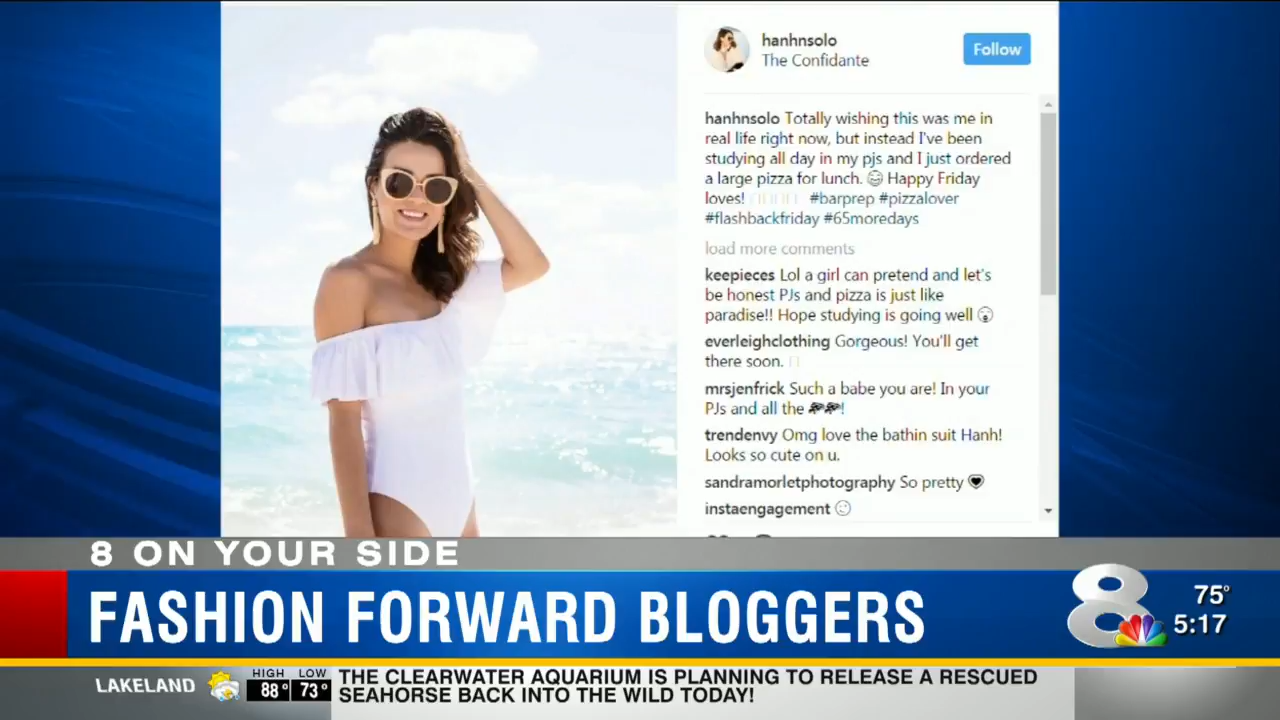 hanhnsolo
The Confidante
Follow
hanhnsolo Totally wishing this was me in
real life right now, but instead I've been
studying all day in my pjs and I just ordered
a large pizza for lunch. 😂 Happy Friday
loves! #barprep #pizzalover
#flashbackfriday #65moredays
load more comments
keepieces Lol a girl can pretend and let's
be honest PJs and pizza is just like
paradise!! Hope studying is going well 😮
everleighclothing Gorgeous! You'll get
there soon.
mrsjenfrick Such a babe you are! In your
PJs and all the 🍕🍕!
trendenvy Omg love the bathin suit Hanh!
Looks so cute on u.
sandramorletphotography So pretty 🖤
instaengagement 😊
8 ON YOUR SIDE
FASHION FORWARD BLOGGERS
8
75°
5:17
LAKELAND
HIGH LOW
88° 73°
THE CLEARWATER AQUARIUM IS PLANNING TO RELEASE A RESCUED
SEAHORSE BACK INTO THE WILD TODAY!